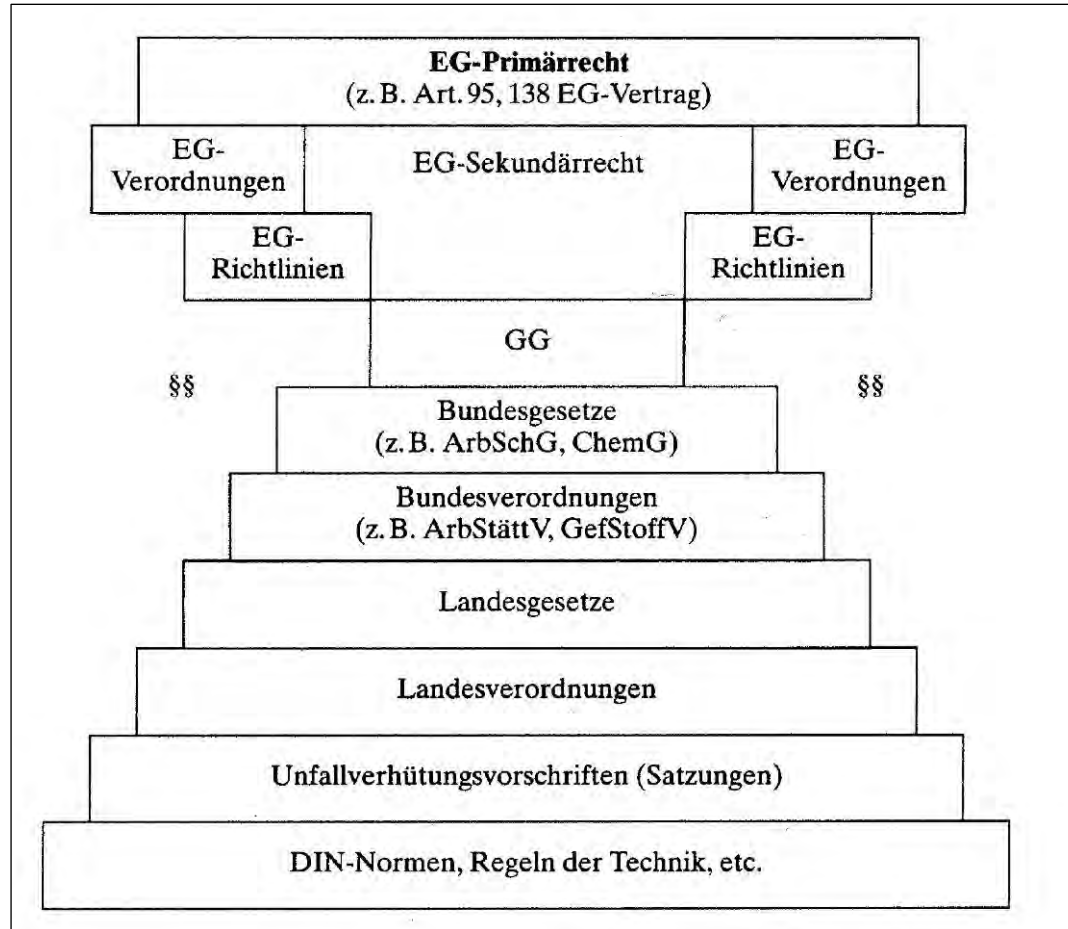 EG-Primärrecht
(z. B. Art. 95, 138 EG-Vertrag)
EG-
Verordnungen
EG-Sekundärrecht
EG-
Verordnungen
EG-
Richtlinien
EG-
Richtlinien
GG
§§
§§
Bundesgesetze
(z. B. ArbSchG, ChemG)
Bundesverordnungen
(z. B. ArbStättV, GefStoffV)
Landesgesetze
Landesverordnungen
Unfallverhütungsvorschriften (Satzungen)
DIN-Normen, Regeln der Technik, etc.